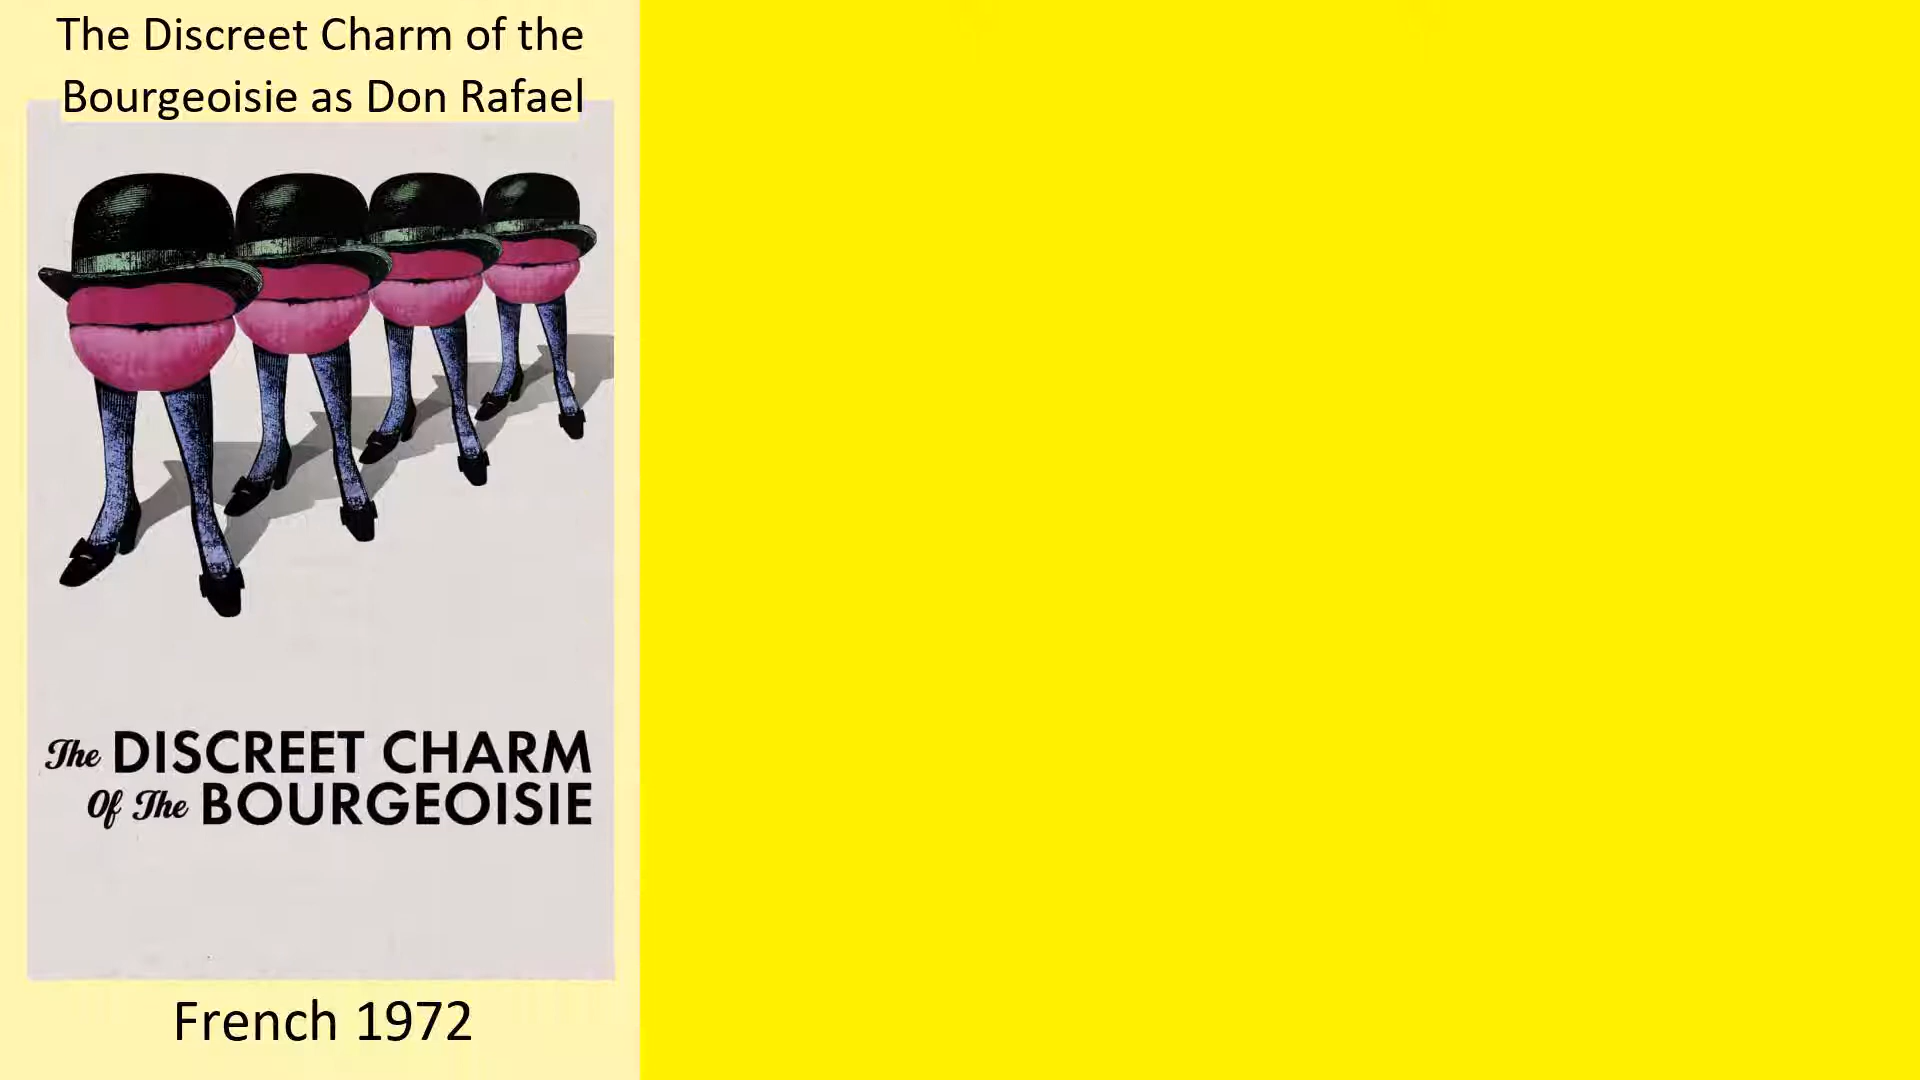 The Discreet Charm of the
Bourgeoisie as Don Rafael
The DISCREET CHARM
Of The BOURGEOISIE
French 1972